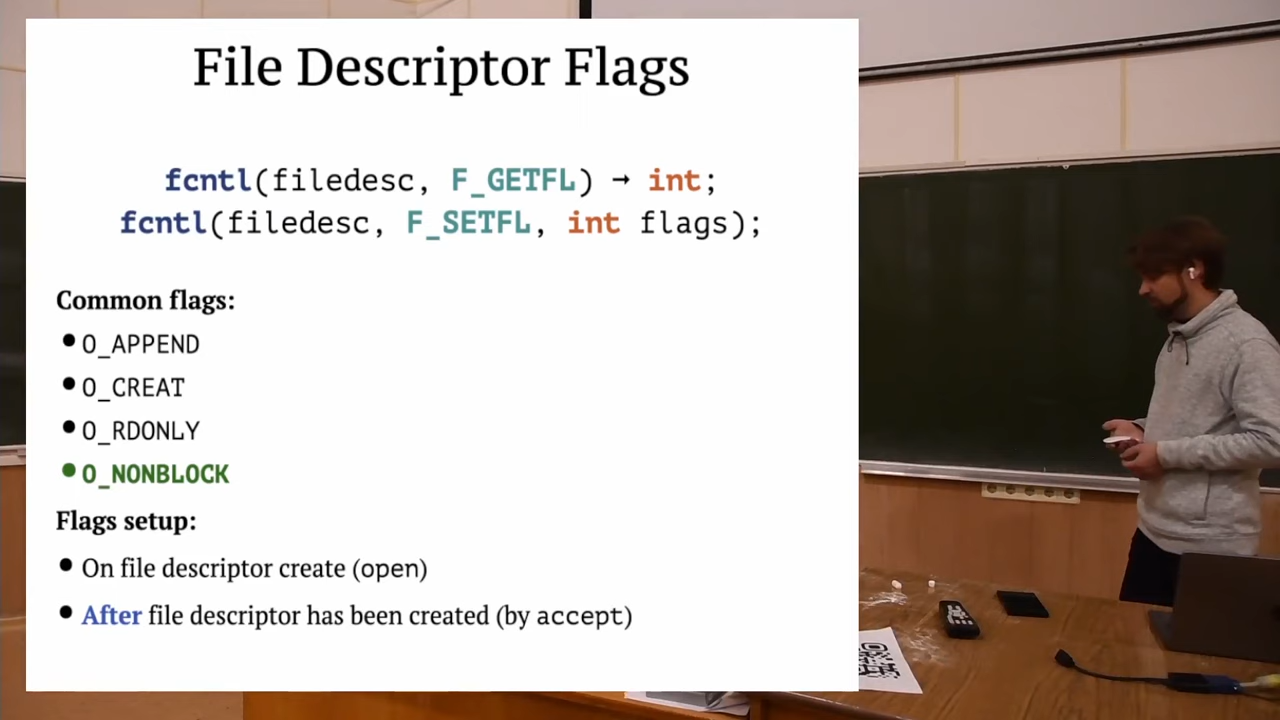 File Descriptor Flags
fcntl(filedesc, F_GETFL) → int;
fcntl(filedesc, F_SETFL, int flags);
Common flags:
• O_APPEND
• O_CREAT
• O_RDONLY
• O_NONBLOCK
Flags setup:
• On file descriptor create (open)
• After file descriptor has been created (by accept)